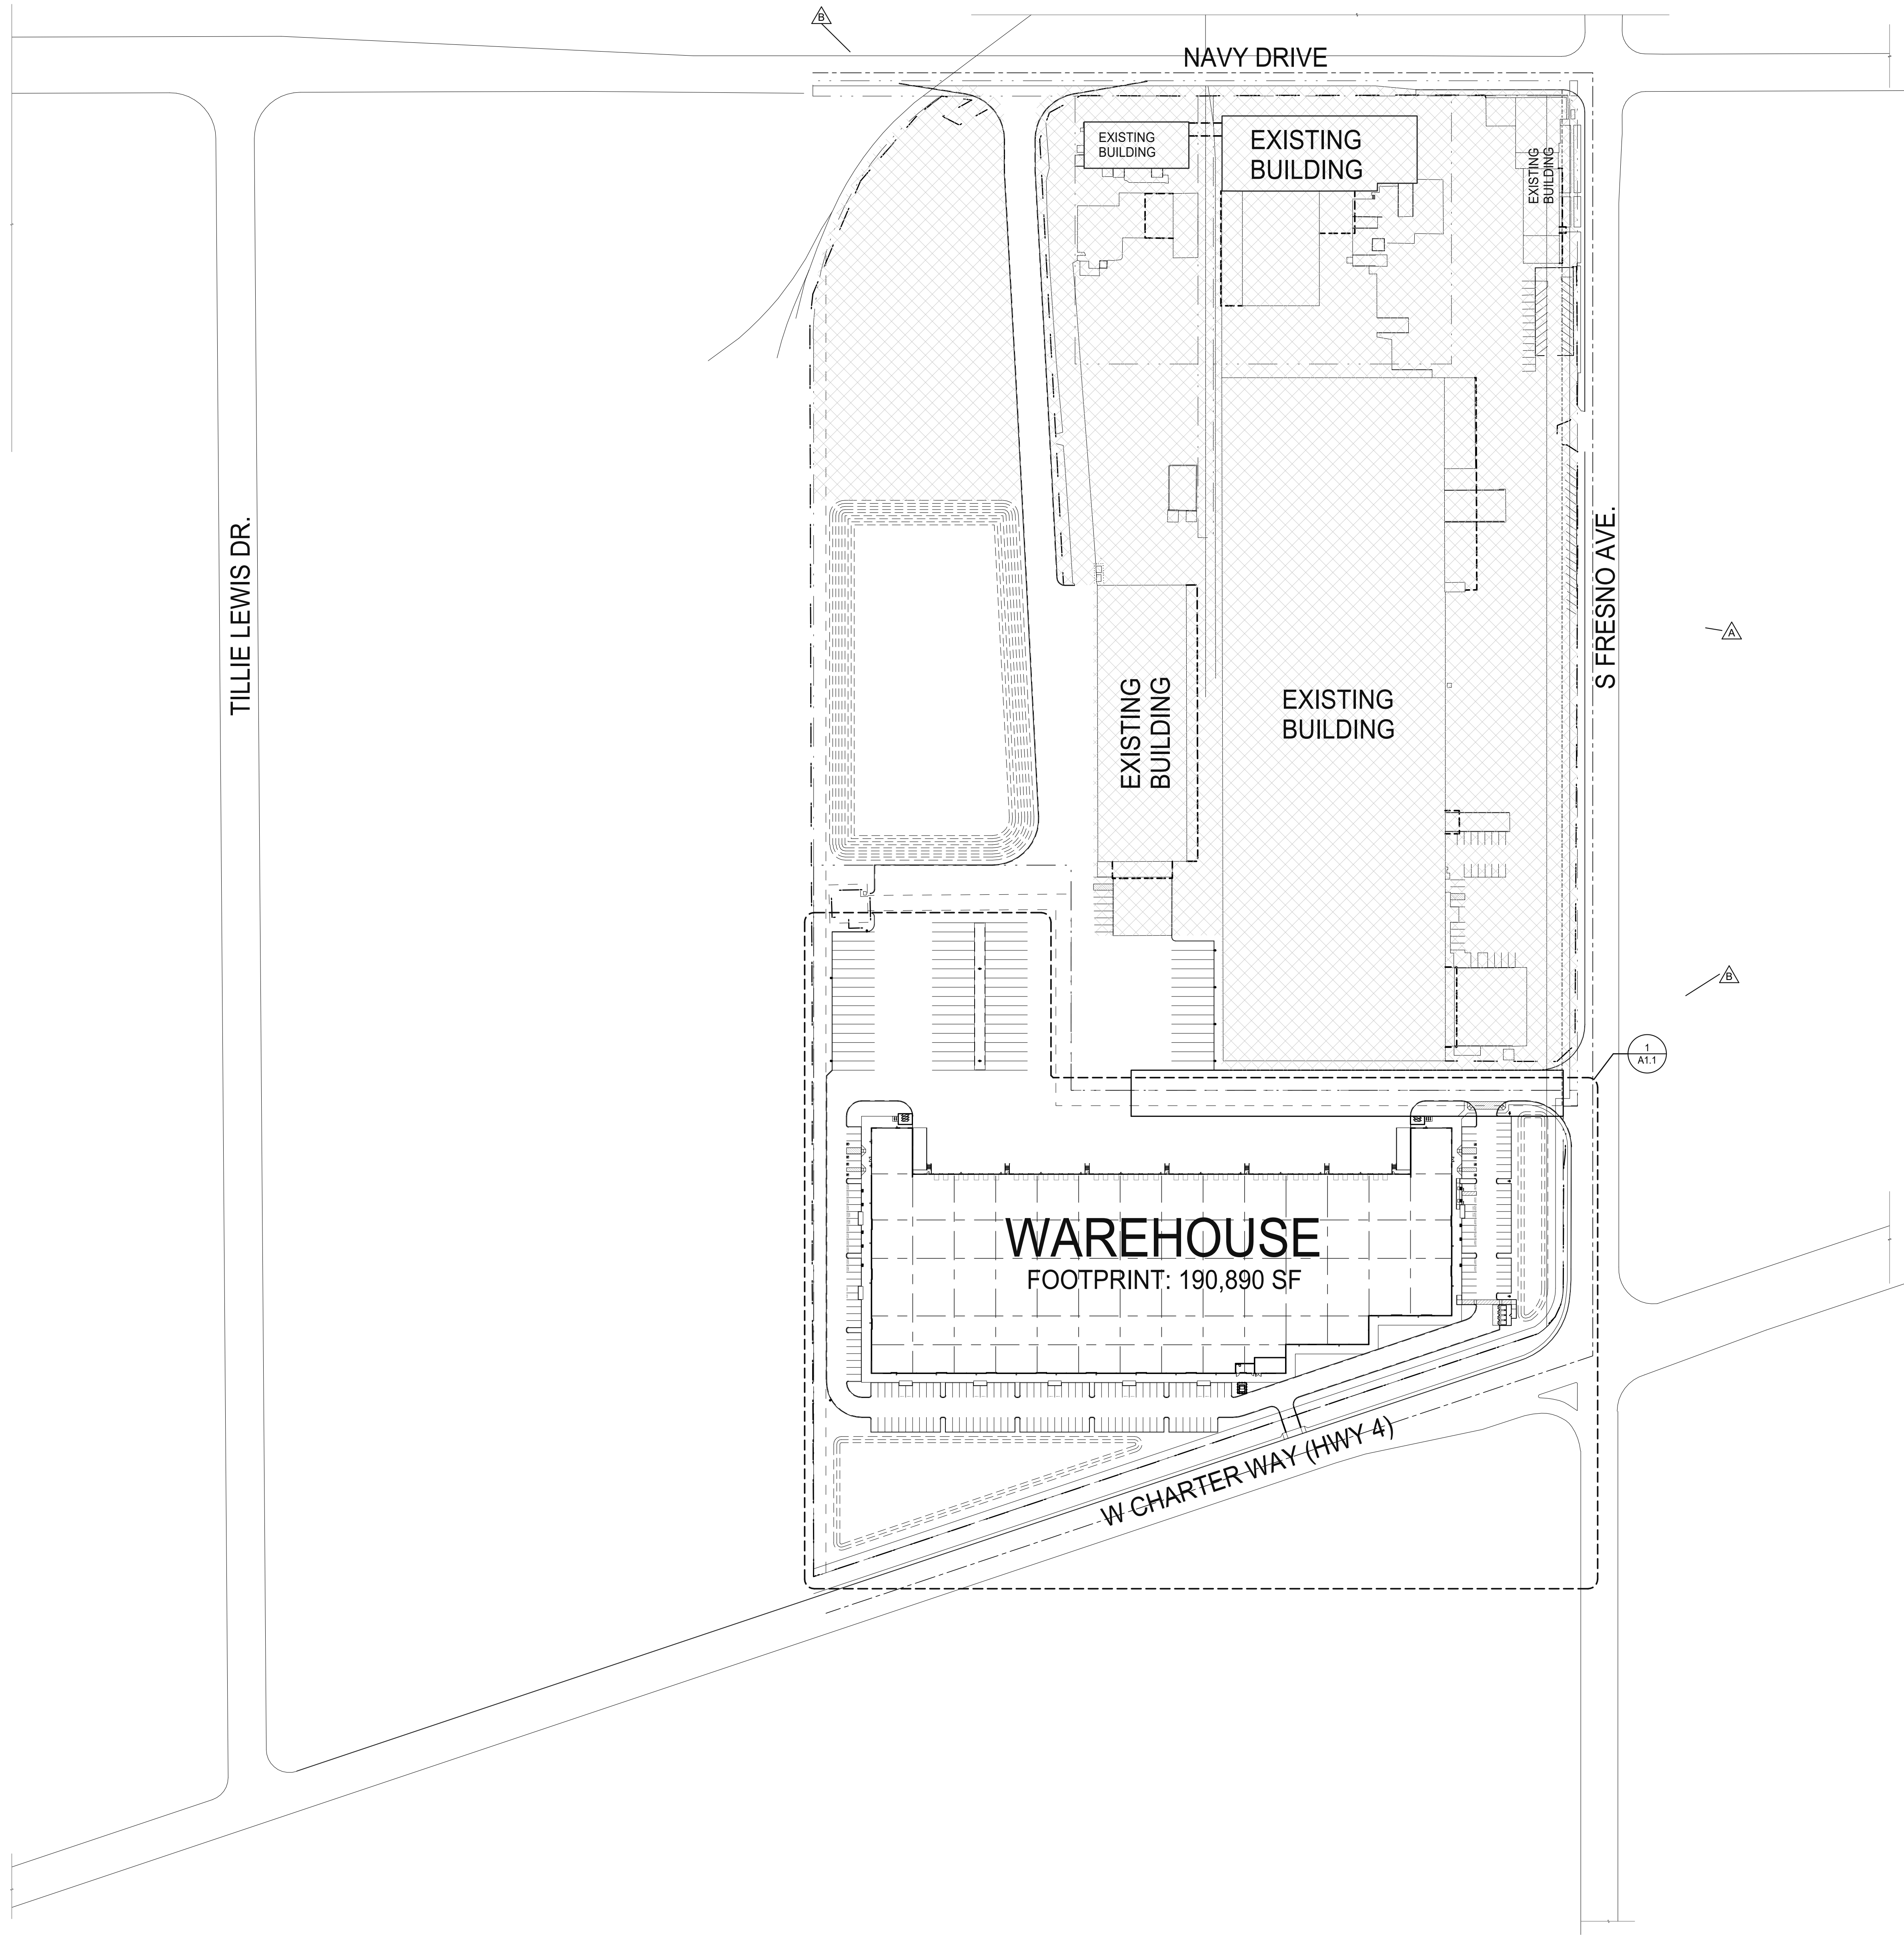 B
NAVY DRIVE
EXISTING
BUILDING
EXISTING
BUILDING
EXISTING
BUILDING
TILLIE LEWIS DR.
S FRESNO AVE.
A
EXISTING
BUILDING
EXISTING
BUILDING
B
1
A1.1
WAREHOUSE
FOOTPRINT: 190,890 SF
W CHARTER WAY (HWY 4)